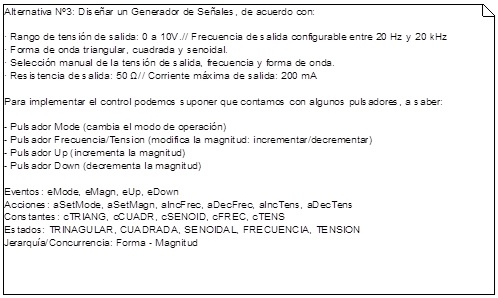 Alternativa Nº3: Diseñar un Generador de Señales, de acuerdo con:
· Rango de tensión de salida: 0 a 10V.// Frecuencia de salida configurable entre 20 Hz y 20 kHz
· Forma de onda triangular, cuadrada y senoidal.
· Selección manual de la tensión de salida, frecuencia y forma de onda.
· Resistencia de salida: 50 Ω// Corriente máxima de salida: 200 mA
Para implementar el control podemos suponer que contamos con algunos pulsadores, a saber:
- Pulsador Mode (cambia el modo de operación)
- Pulsador Frecuencia/Tension (modifica la magnitud: incrementar/decrementar)
- Pulsador Up (incrementa la magnitud)
- Pulsador Down (decrementa la magnitud)
Eventos: eMode, eMagn, eUp, eDown
Acciones: aSetMode, aSetMagn, aIncFrec, aDecFrec, aIncTens, aDecTens
Constantes: cTRIANG, cCUADR, cSENOID, cFREC, cTENS
Estados: TRINAGULAR, CUADRADA, SENOIDAL, FRECUENCIA, TENSION
Jerarquía/Concurrencia: Forma - Magnitud